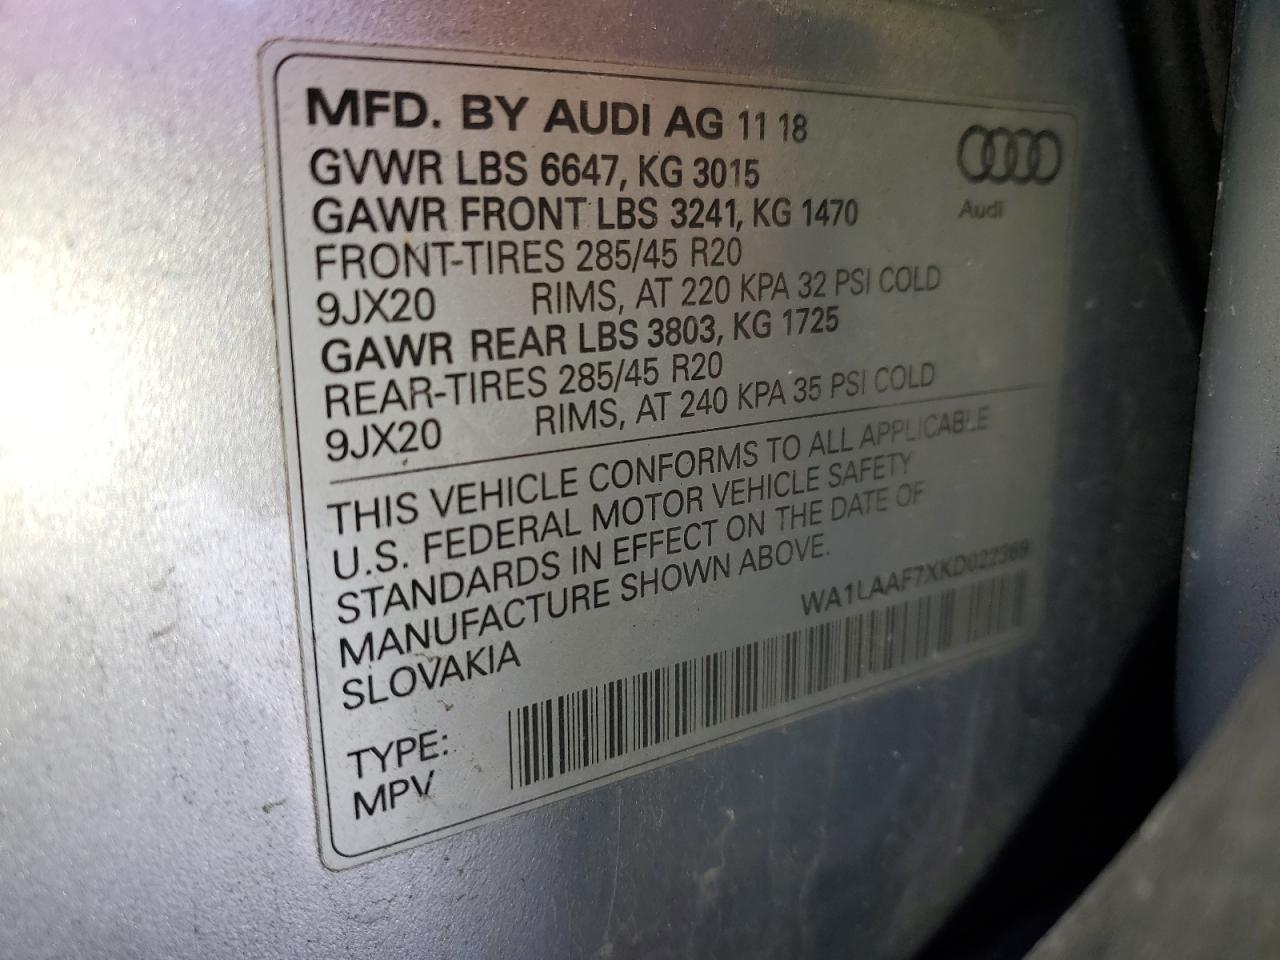 MFD. BY AUDI AG 11 18
GVWR LBS 6647, KG 3015
GAWR FRONT LBS 3241, KG 1470
FRONT-TIRES 285/45 R20
9JX20 RIMS, AT 220 KPA 32 PSI COLD
GAWR REAR LBS 3803, KG 1725
REAR-TIRES 285/45 R20
9JX20 RIMS, AT 240 KPA 35 PSI COLD
Audi
THIS VEHICLE CONFORMS TO ALL APPLICABLE
U.S. FEDERAL MOTOR VEHICLE SAFETY
STANDARDS IN EFFECT ON THE DATE OF
MANUFACTURE SHOWN ABOVE.
SLOVAKIA
WA1LAAF7XKD022369
TYPE:
MPV